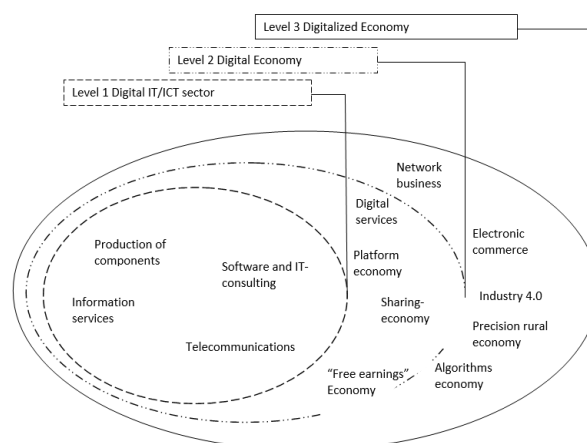 Level 3 Digitalized Economy
Level 2 Digital Economy
Level 1 Digital IT/ICT sector
Network
business
Digital
services
Electronic
commerce
Production of
components
Software and IT-
consulting
Platform
economy
Information
services
Sharing-
economy
Industry 4.0
Precision rural
economy
Telecommunications
"Free earnings"
Economy
Algorithms
economy